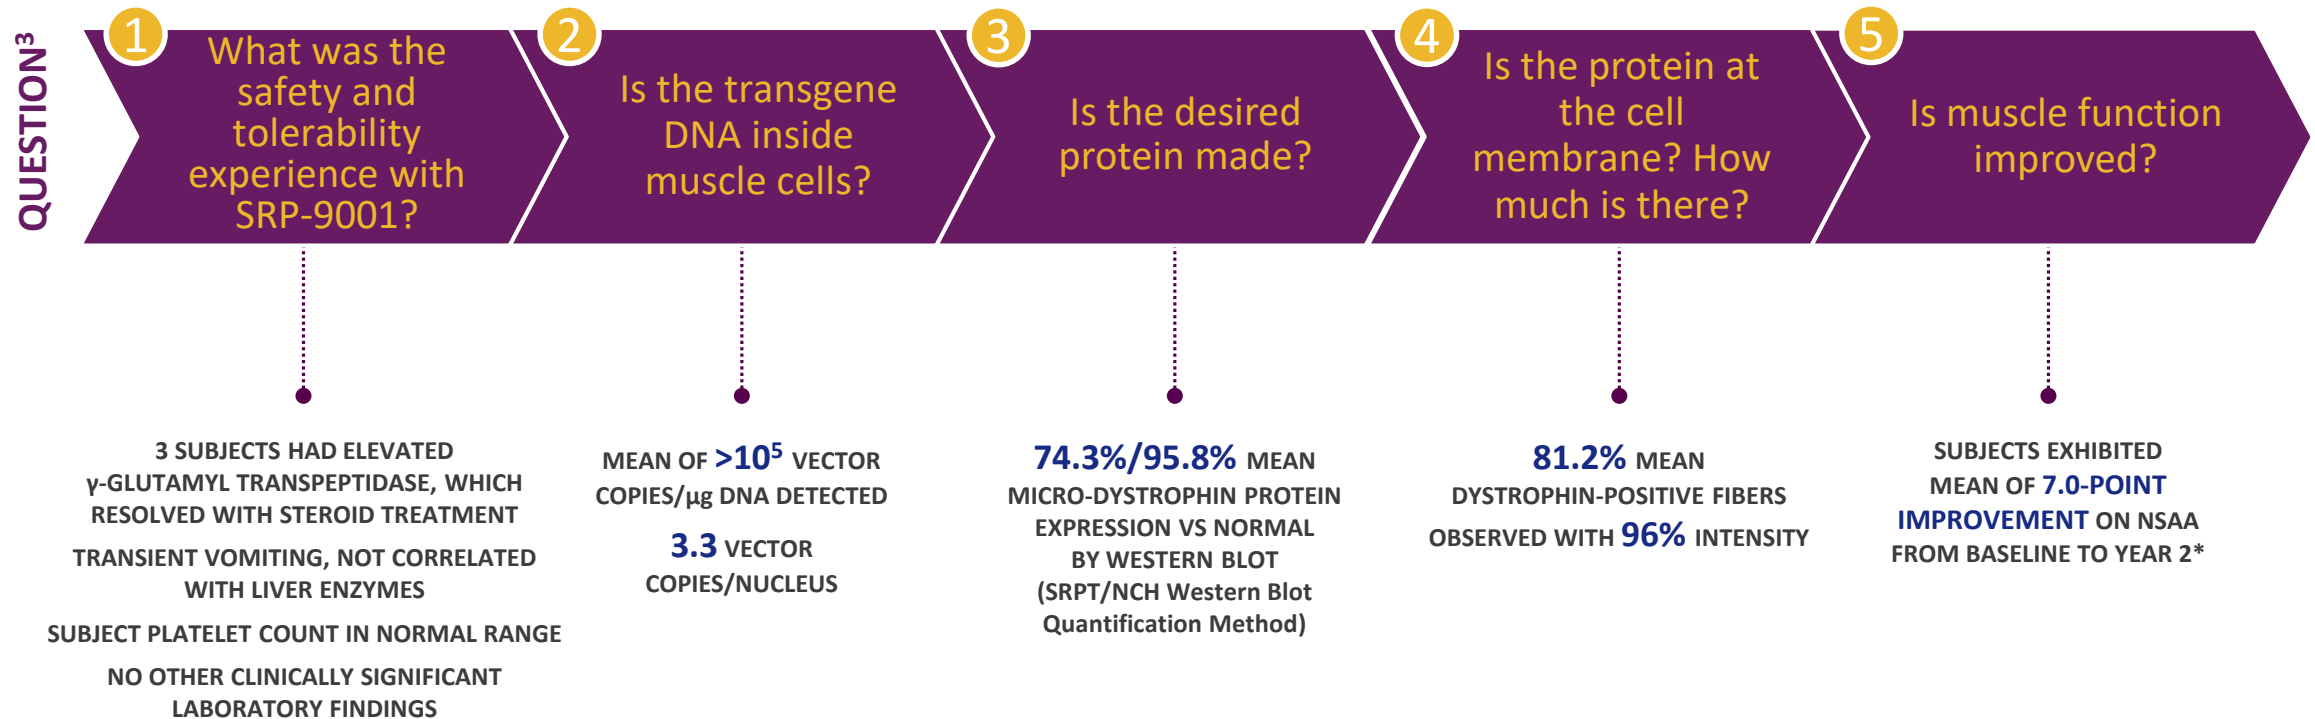 QUESTION³
1
What was the
safety and
tolerability
experience with
SRP-9001?
2
Is the transgene
DNA inside
muscle cells?
3
Is the desired
protein made?
4
Is the protein at
the cell
membrane? How
much is there?
5
Is muscle function
improved?
3 SUBJECTS HAD ELEVATED
γ-GLUTAMYL TRANSPEPTIDASE, WHICH
RESOLVED WITH STEROID TREATMENT
TRANSIENT VOMITING, NOT CORRELATED
WITH LIVER ENZYMES
SUBJECT PLATELET COUNT IN NORMAL RANGE
NO OTHER CLINICALLY SIGNIFICANT
LABORATORY FINDINGS
MEAN OF >10⁵ VECTOR
COPIES/µg DNA DETECTED
3.3 VECTOR
COPIES/NUCLEUS
74.3%/95.8% MEAN
MICRO-DYSTROPHIN PROTEIN
EXPRESSION VS NORMAL
BY WESTERN BLOT
(SRPT/NCH Western Blot
Quantification Method)
81.2% MEAN
DYSTROPHIN-POSITIVE FIBERS
OBSERVED WITH 96% INTENSITY
SUBJECTS EXHIBITED
MEAN OF 7.0-POINT
IMPROVEMENT ON NSAA
FROM BASELINE TO YEAR 2*